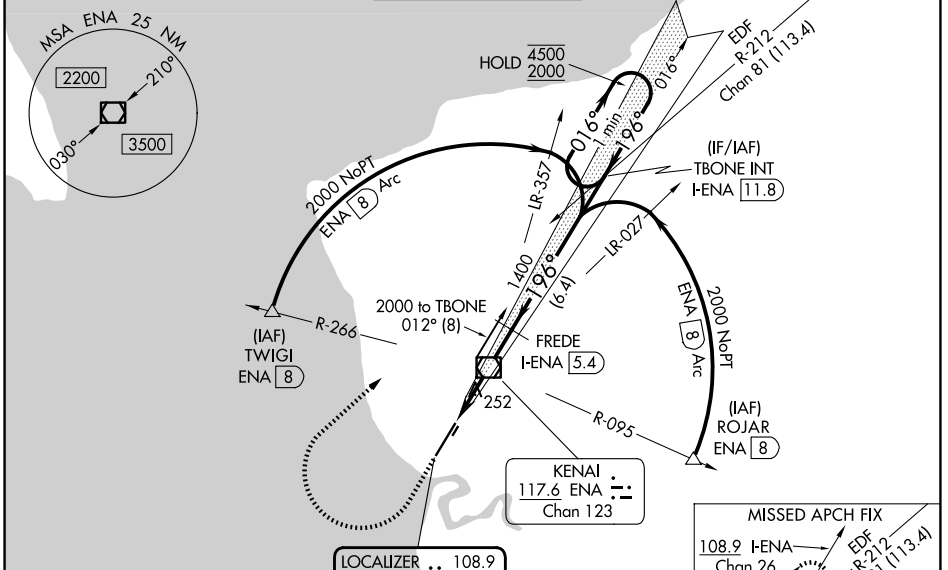 MSA ENA 25 NM
2200
210°
030°
3500
HOLD 4500
2000
EDF
R-212
Chan 81 (113.4)
016°
016°
1 min
196°
(IF/IAF)
TBONE INT
I-ENA 11.8
2000 NoPT
ENA 8 Arc
LR-357
LR-027
1400
196°
(6.4)
2000 to TBONE
012° (8)
FREDE
I-ENA 5.4
2000 NoPT
ENA 8 Arc
R-266
(IAF)
TWIGI
ENA 8
252
R-095
(IAF)
ROJAR
ENA 8
KENAI
117.6 ENA
Chan 123
LOCALIZER 108.9
MISSED APCH FIX
108.9 I-ENA
Chan 26
EDF
R-212
81 (113.4)